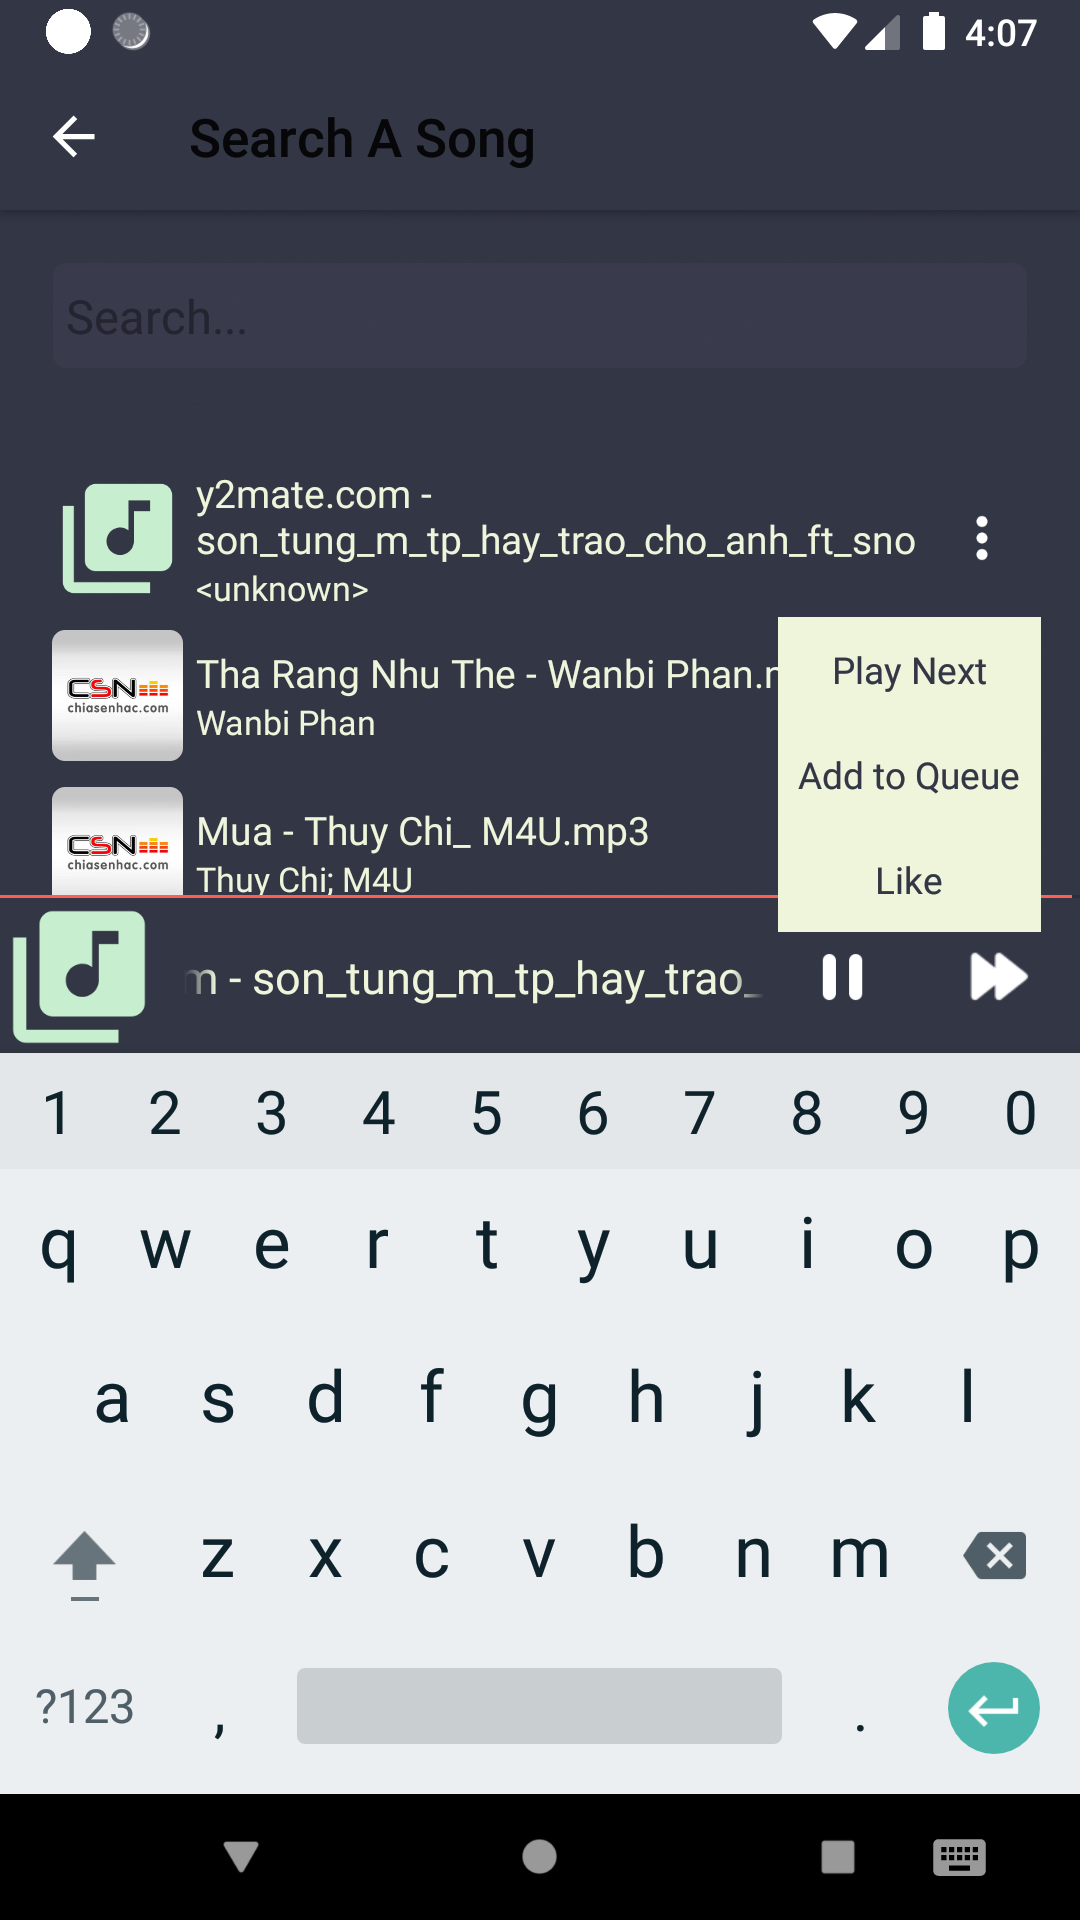 4:07
Search A Song
Search...
y2mate.com -
son_tung_m_tp_hay_trao_cho_anh_ft_sno
<unknown>
CSN
chiasenhac.com
Tha Rang Nhu The - Wanbi Phan.m
Wanbi Phan
CSN
chiasenhac.com
Mua - Thuy Chi_ M4U.mp3
Thuy Chi; M4U
Play Next
Add to Queue
Like
m - son_tung_m_tp_hay_trao_
1 2 3 4 5 6 7 8 9 0
q w e r t y u i o p
a s d f g h j k l
z x c v b n m
?123 , .